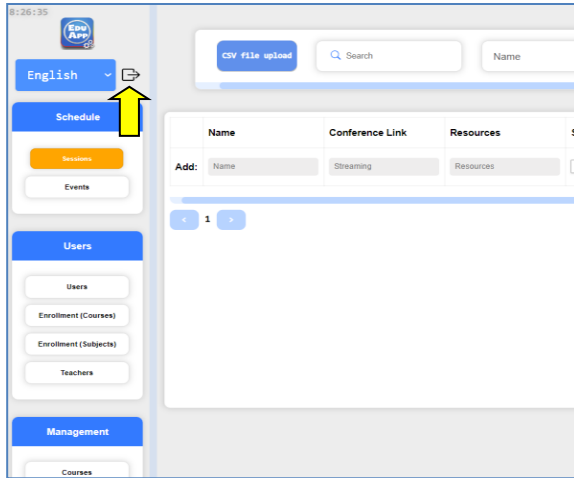 8:26:35
EDU
APP
English
CSV file upload
Search
Name
Schedule
Sessions
Events
Name Conference Link Resources S
Add: Name Streaming Resources
< 1 >
Users
Users
Enrollment (Courses)
Enrollment (Subjects)
Teachers
Management
Courses